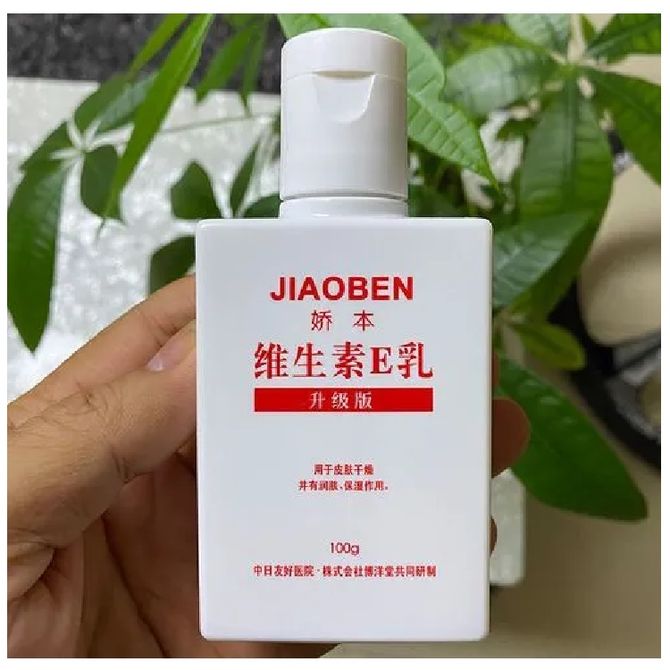 JIAOBEN
娇本
维生素E乳
升级版
用于皮肤干燥
并有润肤、保湿作用。
100g
中日友好医院·株式会社博洋堂共同研制